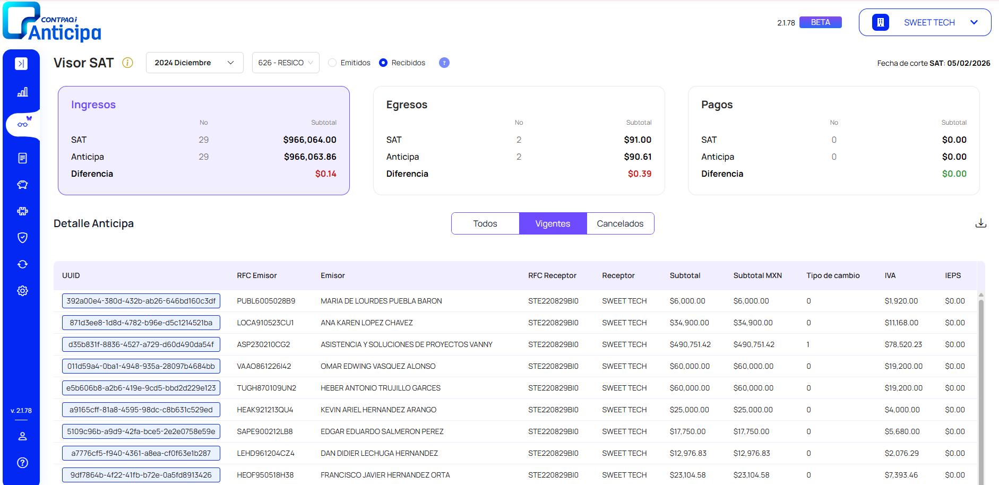 CONTPAQi
Anticipa
2.1.78 BETA SWEET TECH
Visor SAT 2024 Diciembre 626 - RESICO Emitidos Recibidos ? Fecha de corte SAT: 05/02/2026
Ingresos
No Subtotal
SAT 29 $966,064.00
Anticipa 29 $966,063.86
Diferencia $0.14
Egresos
No Subtotal
SAT 2 $91.00
Anticipa 2 $90.61
Diferencia $0.39
Pagos
No Subtotal
SAT 0 $0.00
Anticipa 0 $0.00
Diferencia $0.00
Detalle Anticipa Todos Vigentes Cancelados
UUID RFC Emisor Emisor RFC Receptor Receptor Subtotal Subtotal MXN Tipo de cambio IVA IEPS
392a00e4-380d-432b-ab26-646bd160c3df PUBL6005028B9 MARIA DE LOURDES PUEBLA BARON STE220829BI0 SWEET TECH $6,000.00 $6,000.00 0 $1,920.00 $0.00
871d3ee8-1d8d-4782-b96e-d5c1214521ba LOCA910523CU1 ANA KAREN LOPEZ CHAVEZ STE220829BI0 SWEET TECH $34,900.00 $34,900.00 0 $11,168.00 $0.00
d35b831f-8836-4527-a729-d60d490da54f ASP230210CG2 ASISTENCIA Y SOLUCIONES DE PROYECTOS VANNY STE220829BI0 SWEET TECH $490,751.42 $490,751.42 1 $78,520.23 $0.00
011d59a4-0ba1-4948-935a-28097b4684bb VAAO861226I42 OMAR EDWING VASQUEZ ALONSO STE220829BI0 SWEET TECH $60,000.00 $60,000.00 0 $19,200.00 $0.00
e5b606b8-a2b6-419e-9cd5-bbd2d229e123 TUGH870109UN2 HEBER ANTONIO TRUJILLO GARCES STE220829BI0 SWEET TECH $60,000.00 $60,000.00 0 $19,200.00 $0.00
a9165cff-81a8-4595-98dc-c8b631c529ed HEAK921213QU4 KEVIN ARIEL HERNANDEZ ARANGO STE220829BI0 SWEET TECH $25,000.00 $25,000.00 0 $4,000.00 $0.00
5109c96b-a9d9-42fa-bce5-2e2e0758e59e SAPE900212LB8 EDGAR EDUARDO SALMERON PEREZ STE220829BI0 SWEET TECH $17,750.00 $17,750.00 0 $5,680.00 $0.00
a7776cf5-f940-4361-a8ea-cf0f63e1b287 LEHD961204CZ4 DAN DIDIER LECHUGA HERNANDEZ STE220829BI0 SWEET TECH $12,976.83 $12,976.83 0 $2,076.29 $0.00
9df7864b-4f22-41fb-b72e-0a5fd8913426 HEOF950518H38 FRANCISCO JAVIER HERNANDEZ ORTA STE220829BI0 SWEET TECH $23,104.58 $23,104.58 0 $7,393.46 $0.00
v. 2.1.78